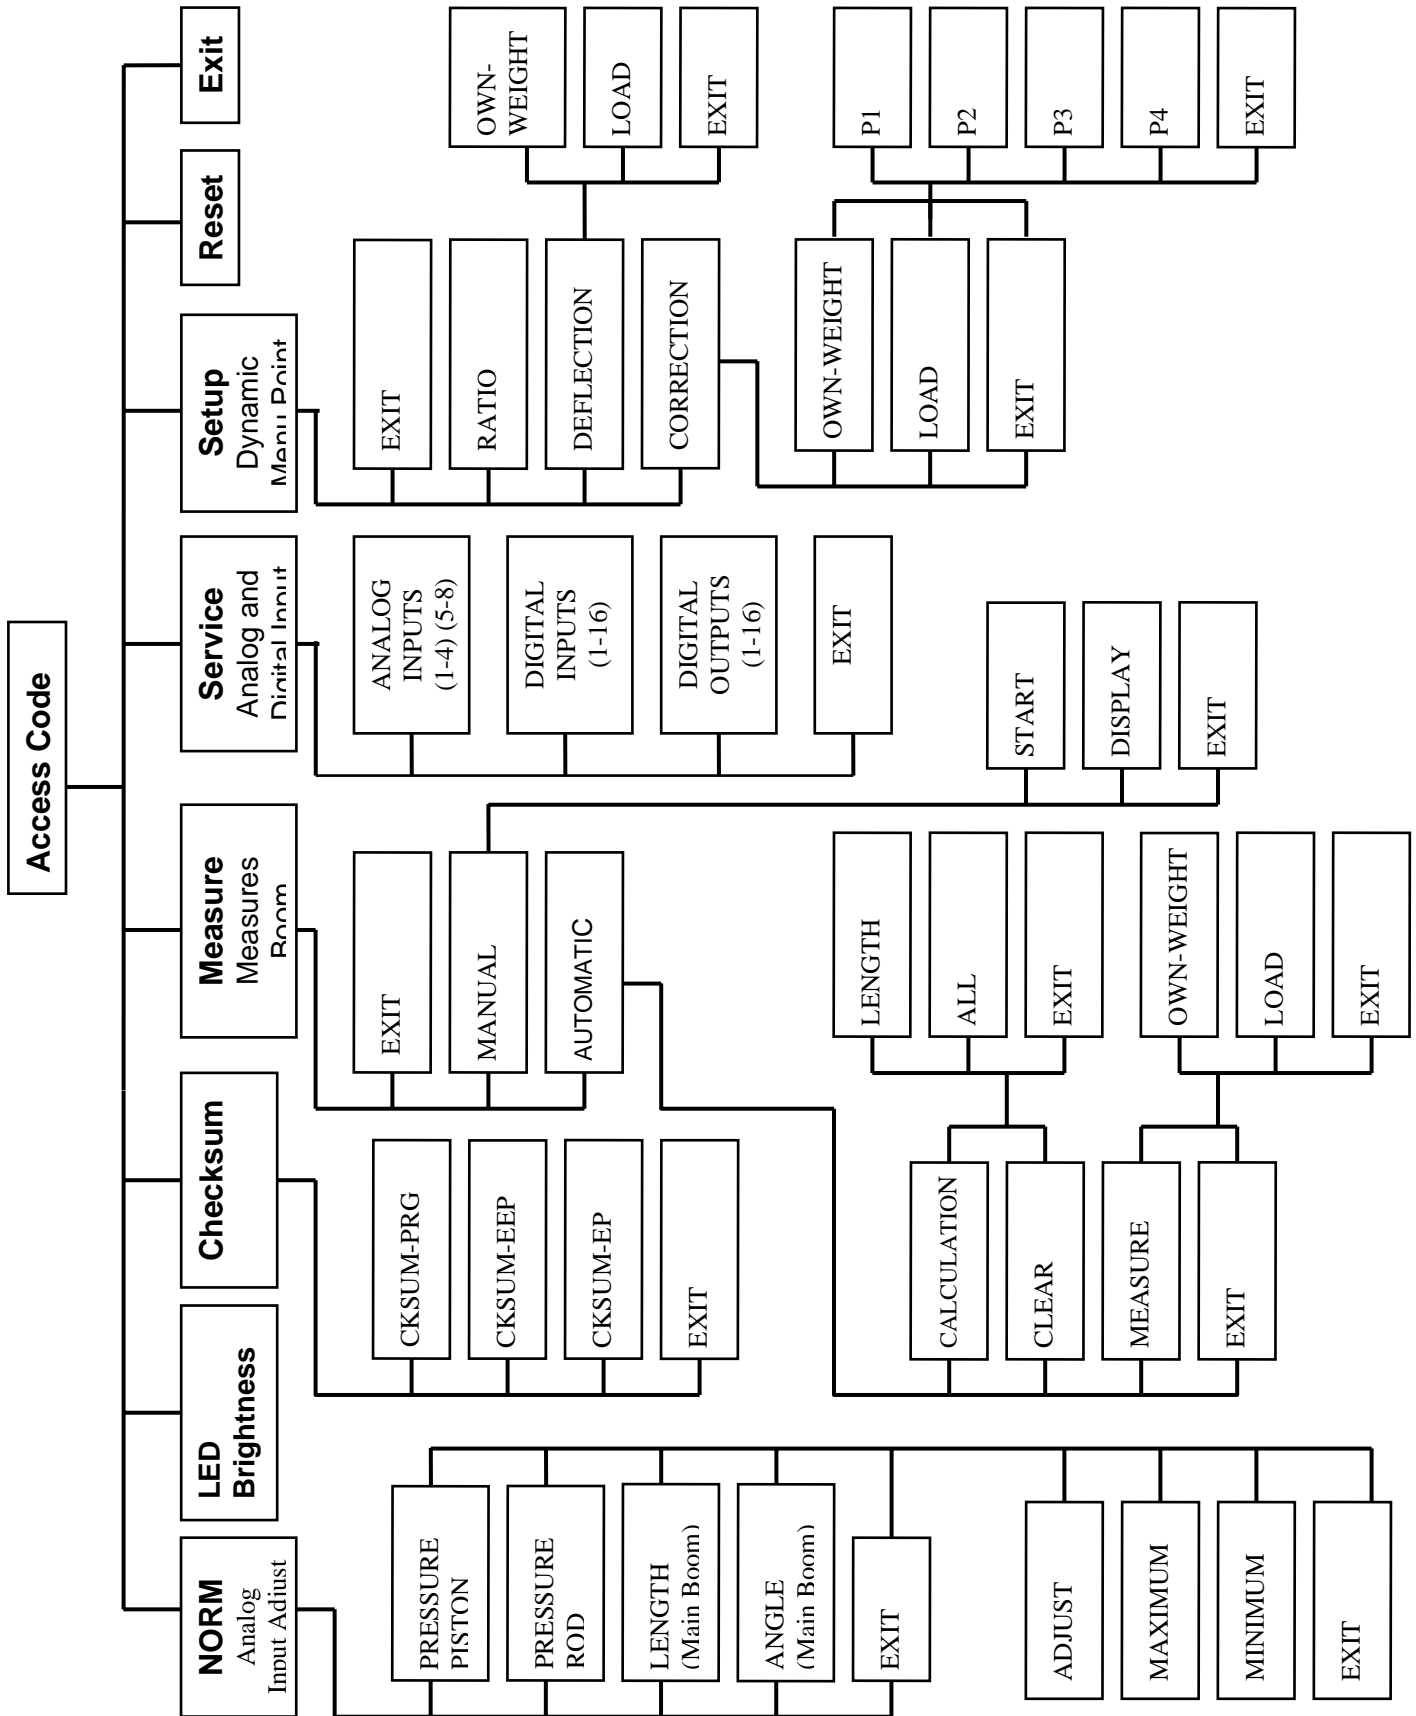 Access Code
NORM
Analog
Input Adjust
LED
Brightness
Checksum
Measure
Measures
Boom
Service
Analog and
Digital Input
Setup
Dynamic
Menu Point
Reset
Exit
PRESSURE
PISTON
PRESSURE
ROD
LENGTH
(Main Boom)
ANGLE
(Main Boom)
EXIT
ADJUST
MAXIMUM
MINIMUM
EXIT
CKSUM-PRG
CKSUM-EEP
CKSUM-EP
EXIT
EXIT
MANUAL
AUTOMATIC
START
DISPLAY
EXIT
CALCULATION
CLEAR
MEASURE
EXIT
LENGTH
ALL
EXIT
OWN-WEIGHT
LOAD
EXIT
ANALOG
INPUTS
(1-4) (5-8)
DIGITAL
INPUTS
(1-16)
DIGITAL
OUTPUTS
(1-16)
EXIT
EXIT
RATIO
DEFLECTION
CORRECTION
OWN-
WEIGHT
LOAD
EXIT
OWN-WEIGHT
LOAD
EXIT
P1
P2
P3
P4
EXIT